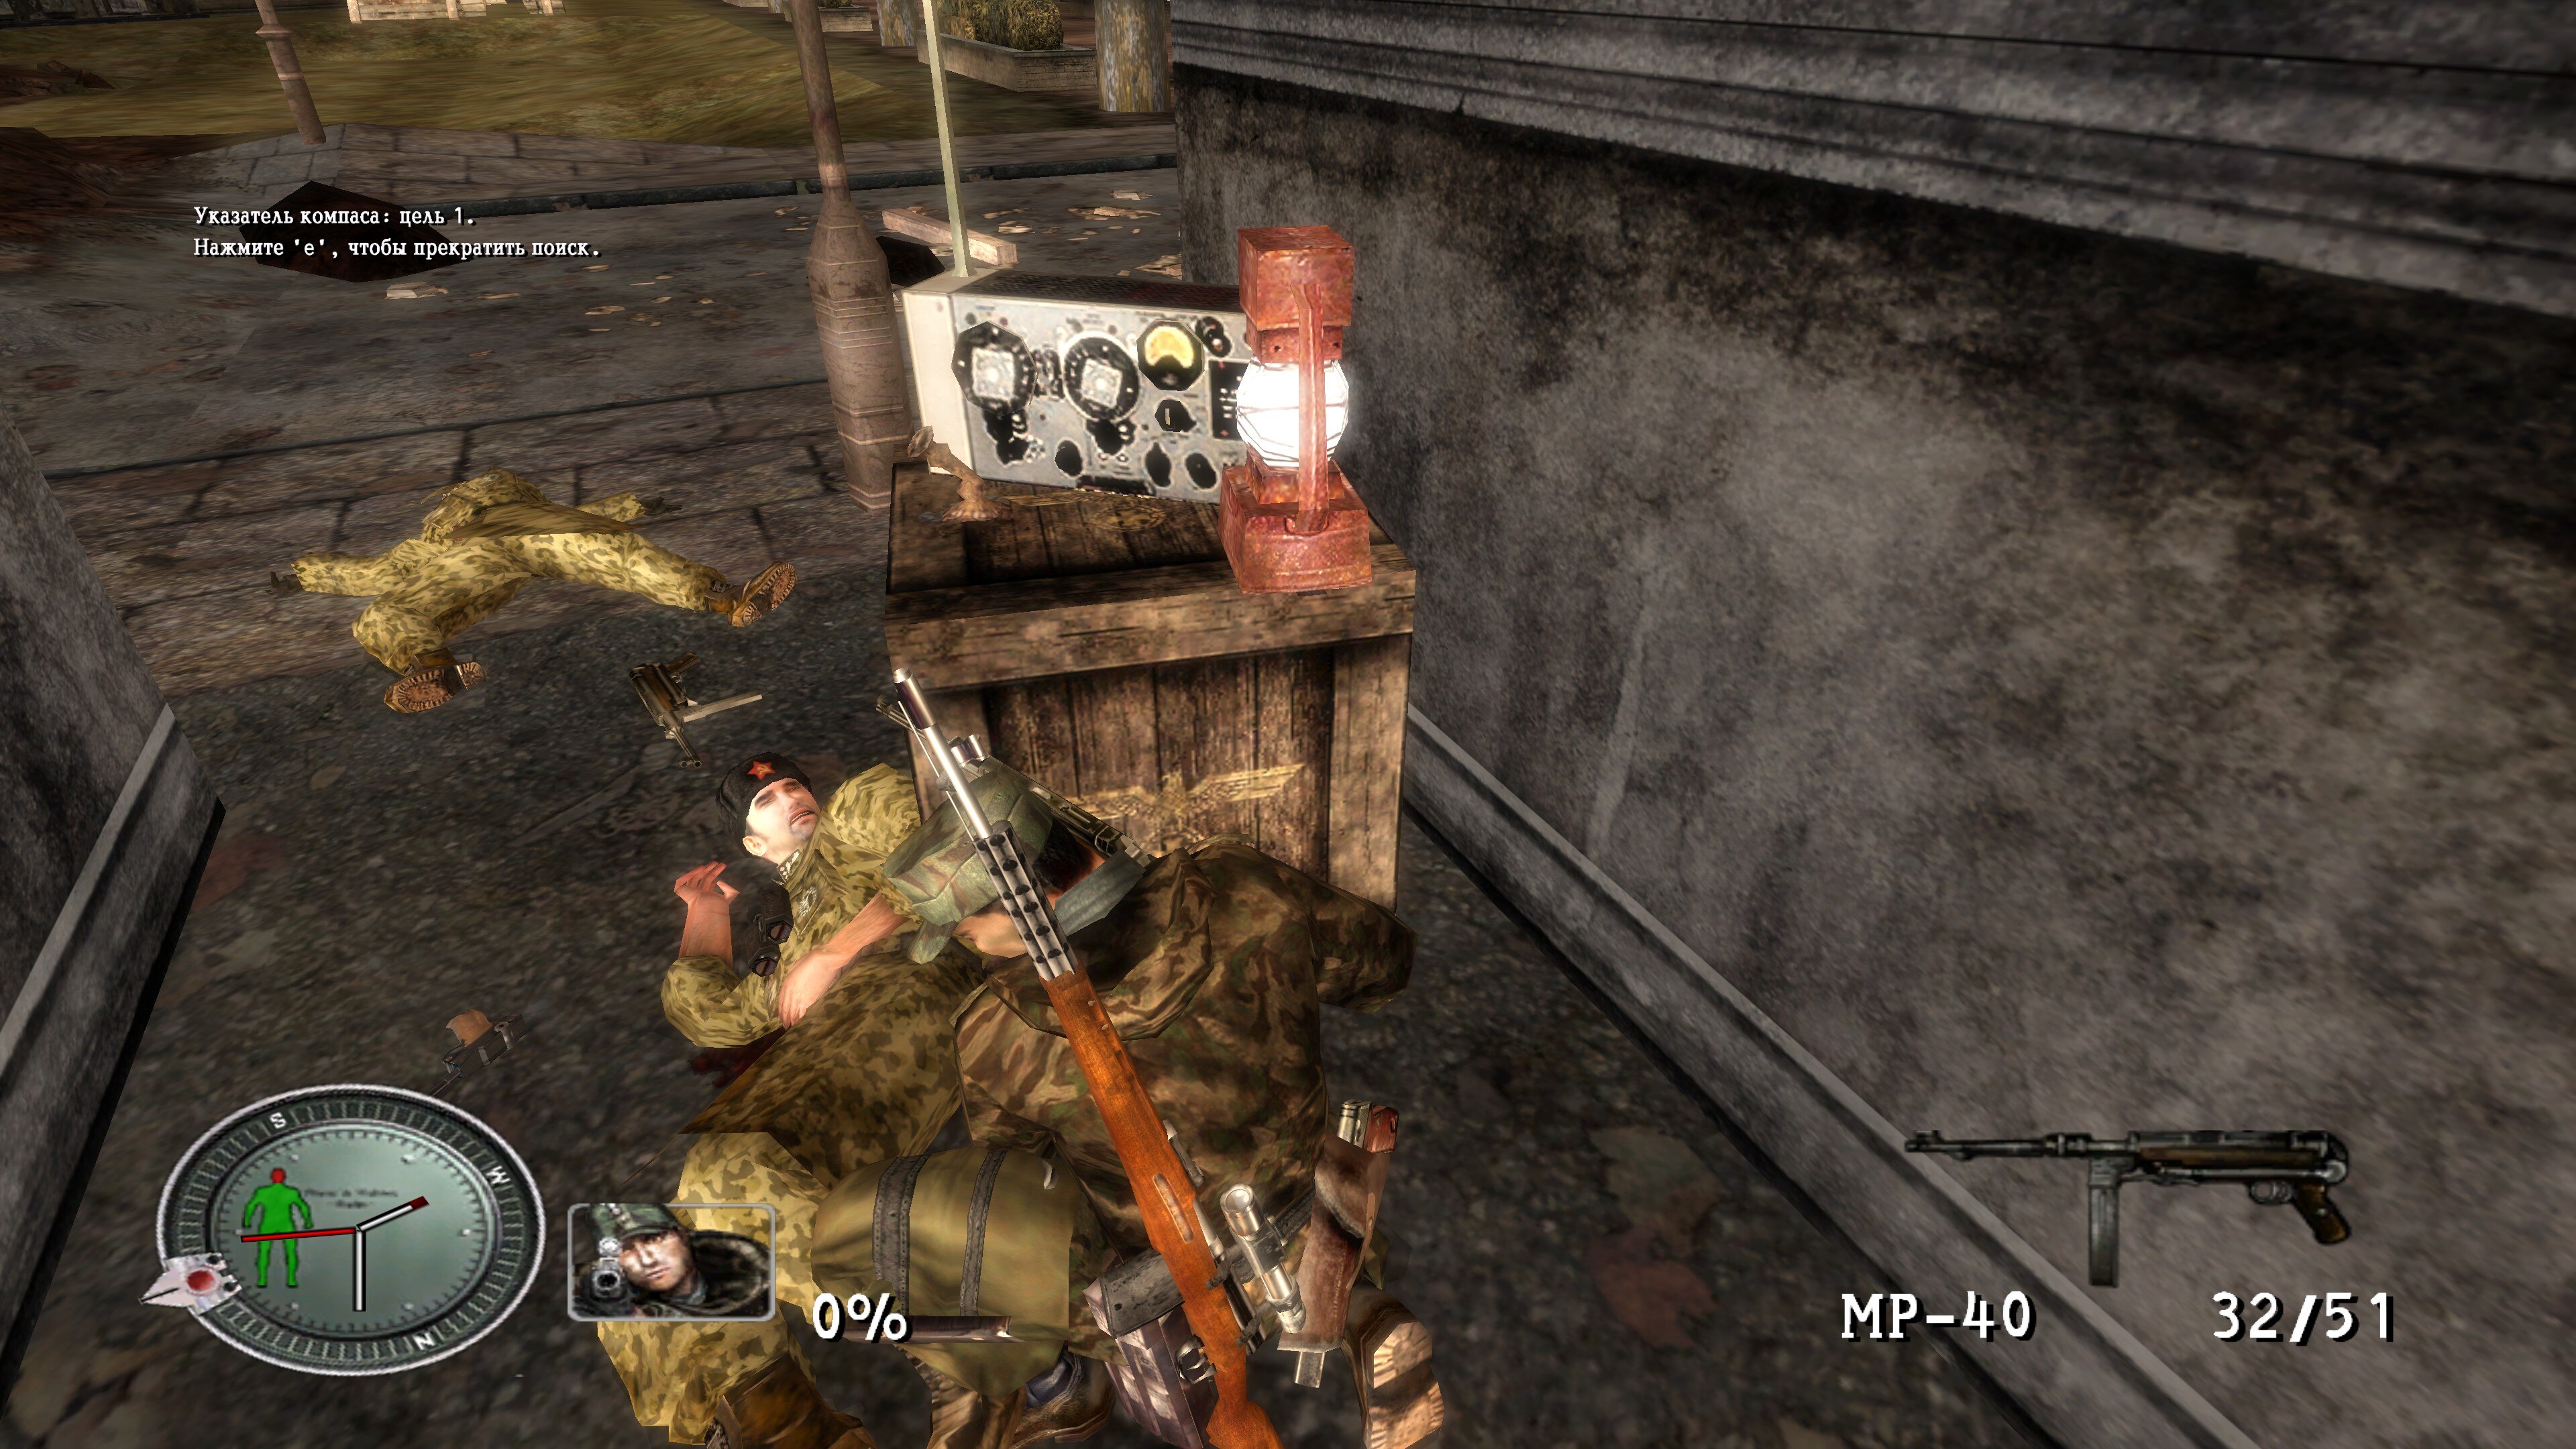 Указатель компаса: цель 1.
Нажмите 'e', чтобы прекратить поиск.
S
W
N
0%
MP-40 32/51